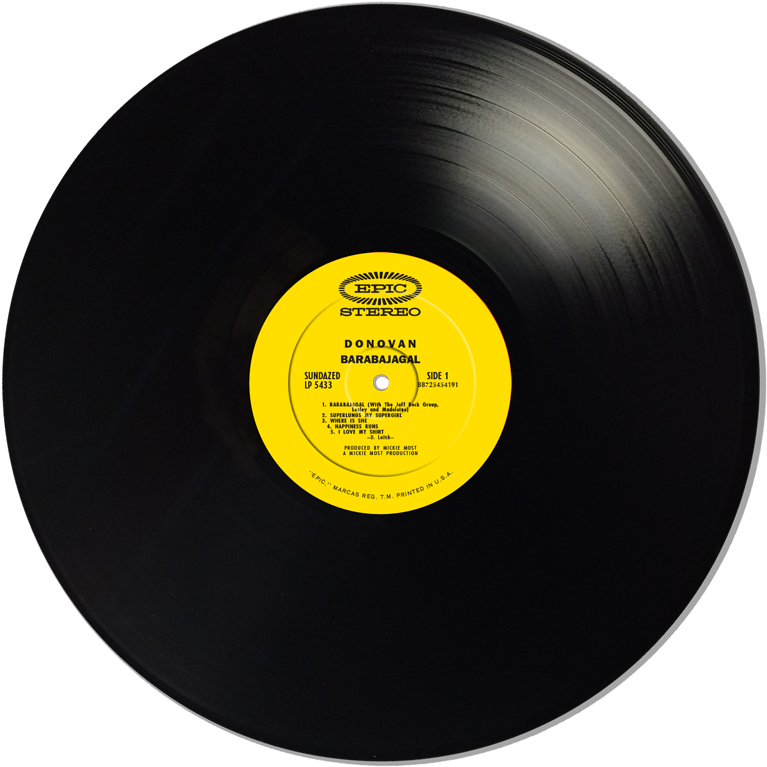 EPIC
STEREO
DONOVAN
BARABAJAGAL
SUNDAZED
LP 5433
SIDE 1
88725454191
1. BARABAJAGAL (With The Jeff Beck Group,
Lesley and Madelaine)
2. SUPERLUNGS MY SUPERGIRL
3. WHERE IS SHE
4. HAPPINESS RUNS
5. I LOVE MY SHIRT
—D. Leitch—
PRODUCED BY MICKIE MOST
A MICKIE MOST PRODUCTION
"EPIC," MARCAS REG. T.M. PRINTED IN U.S.A.